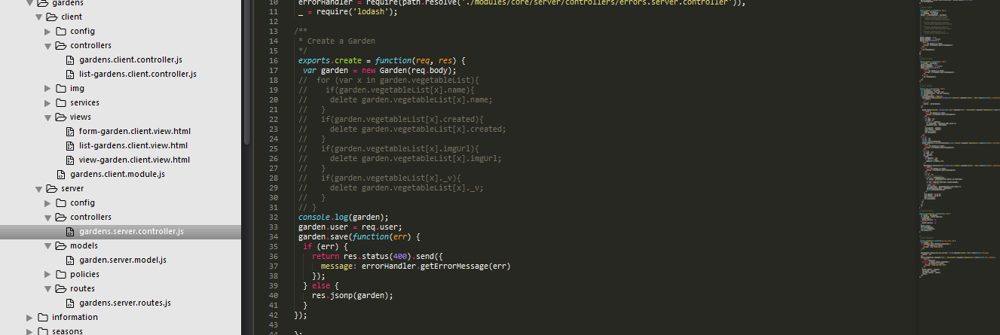 gardens
client
config
controllers
gardens.client.controller.js
list-gardens.client.controller.js
img
services
views
form-garden.client.view.html
list-gardens.client.view.html
view-garden.client.view.html
gardens.client.module.js
server
config
controllers
gardens.server.controller.js
models
garden.server.model.js
policies
routes
gardens.server.routes.js
information
seasons
10 errorHandler = require(path.resolve('./modules/core/server/controllers/errors.server.controller')),
11 _ = require('lodash');
12
13 /**
14 * Create a Garden
15 */
16 exports.create = function(req, res) {
17 var garden = new Garden(req.body);
18 // for (var x in garden.vegetableList){
19 // if(garden.vegetableList[x].name){
20 // delete garden.vegetableList[x].name;
21 // }
22 // if(garden.vegetableList[x].created){
23 // delete garden.vegetableList[x].created;
24 // }
25 // if(garden.vegetableList[x].imgUrl){
26 // delete garden.vegetableList[x].imgUrl;
27 // }
28 // if(garden.vegetableList[x]._v){
29 // delete garden.vegetableList[x]._v;
30 // }
31 // }
32 console.log(garden);
33 garden.user = req.user;
34 garden.save(function(err) {
35 if (err) {
36 return res.status(400).send({
37 message: errorHandler.getErrorMessage(err)
38 });
39 } else {
40 res.jsonp(garden);
41 }
42 });
43
44 };